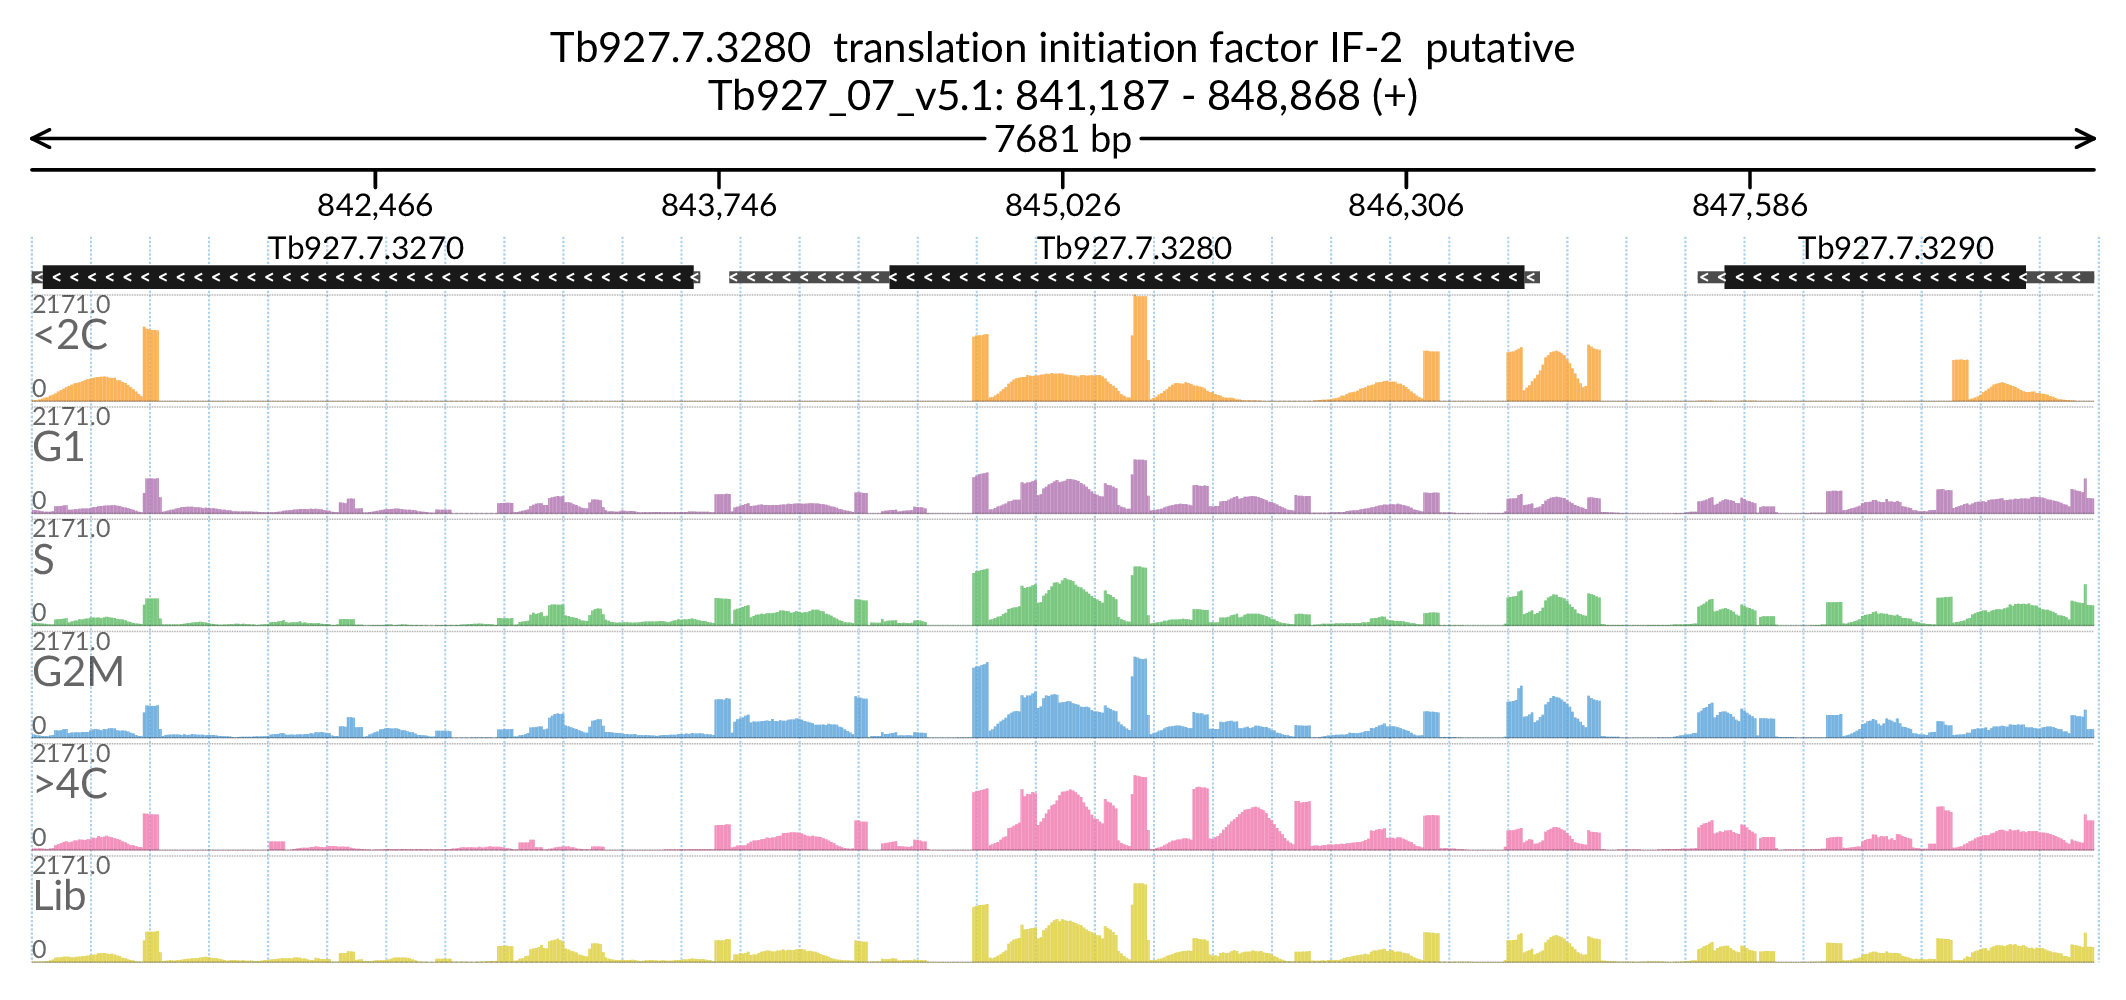 Tb927.7.3280 translation initiation factor IF-2 putative
Tb927_07_v5.1: 841,187 - 848,868 (+)
7681 bp
842,466 843,746 845,026 846,306 847,586
Tb927.7.3270 Tb927.7.3280 Tb927.7.3290
2171.0
<2C
0
2171.0
G1
0
2171.0
S
0
2171.0
G2M
0
2171.0
>4C
0
2171.0
Lib
0